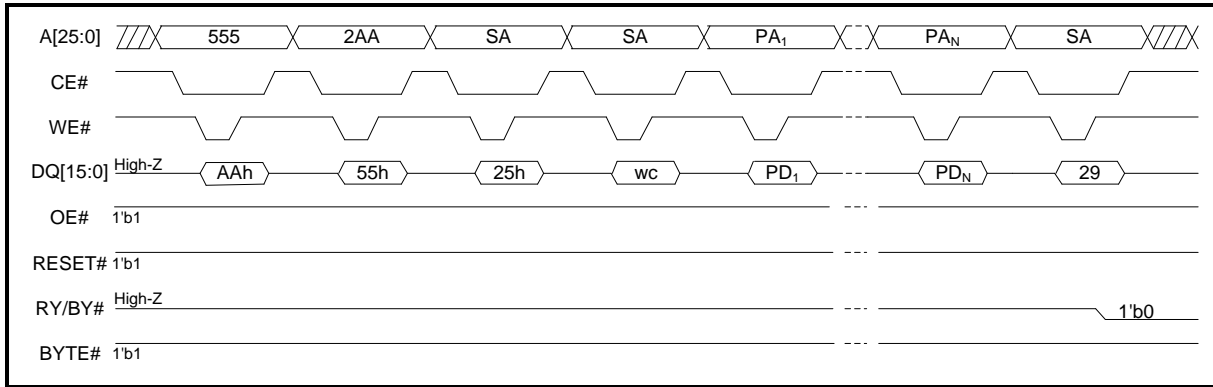 A[25:0] 555 2AA SA SA PA₁ PAₙ SA
CE#
WE#
DQ[15:0] High-Z AAh 55h 25h wc PD₁ PDₙ 29
OE# 1'b1
RESET# 1'b1
RY/BY# High-Z 1'b0
BYTE# 1'b1